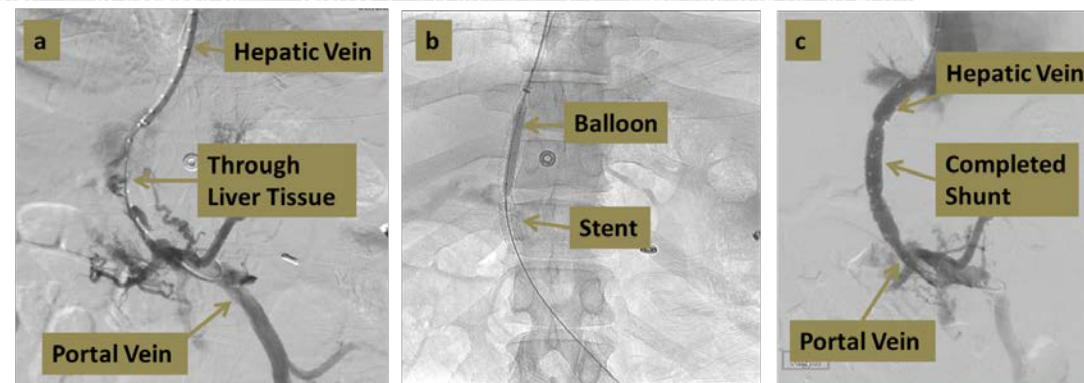 a
Hepatic Vein
Through
Liver Tissue
Portal Vein
b
Balloon
Stent
c
Hepatic Vein
Completed
Shunt
Portal Vein